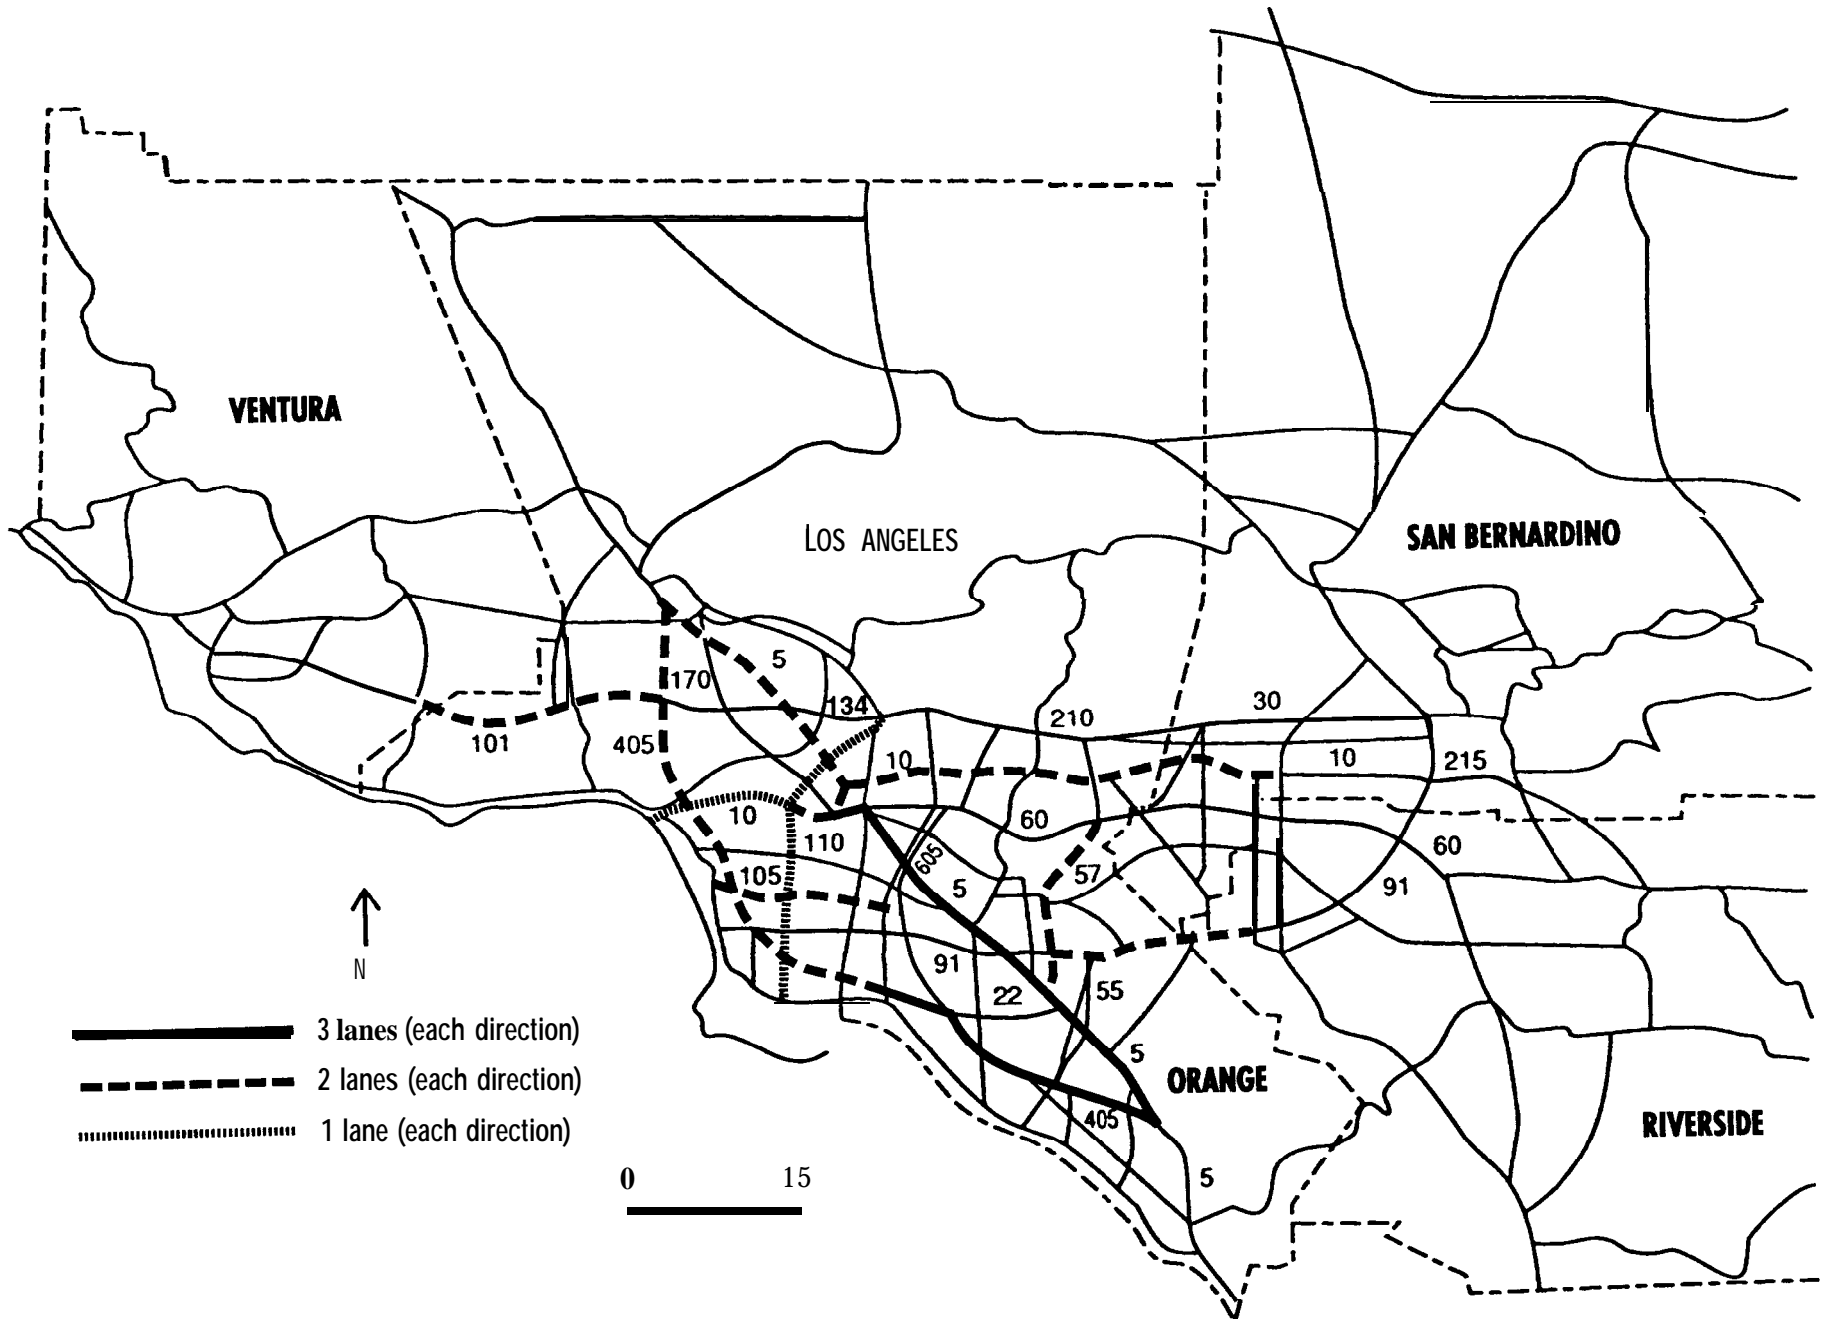 VENTURA
LOS ANGELES
SAN BERNARDINO
5
170
134
30
210
101
405
10
10
215
10
60
110
60
605
57
105
5
91
91
22
55
N
3 lanes (each direction)
5
ORANGE
2 lanes (each direction)
405
RIVERSIDE
1 lane (each direction)
0 15
5